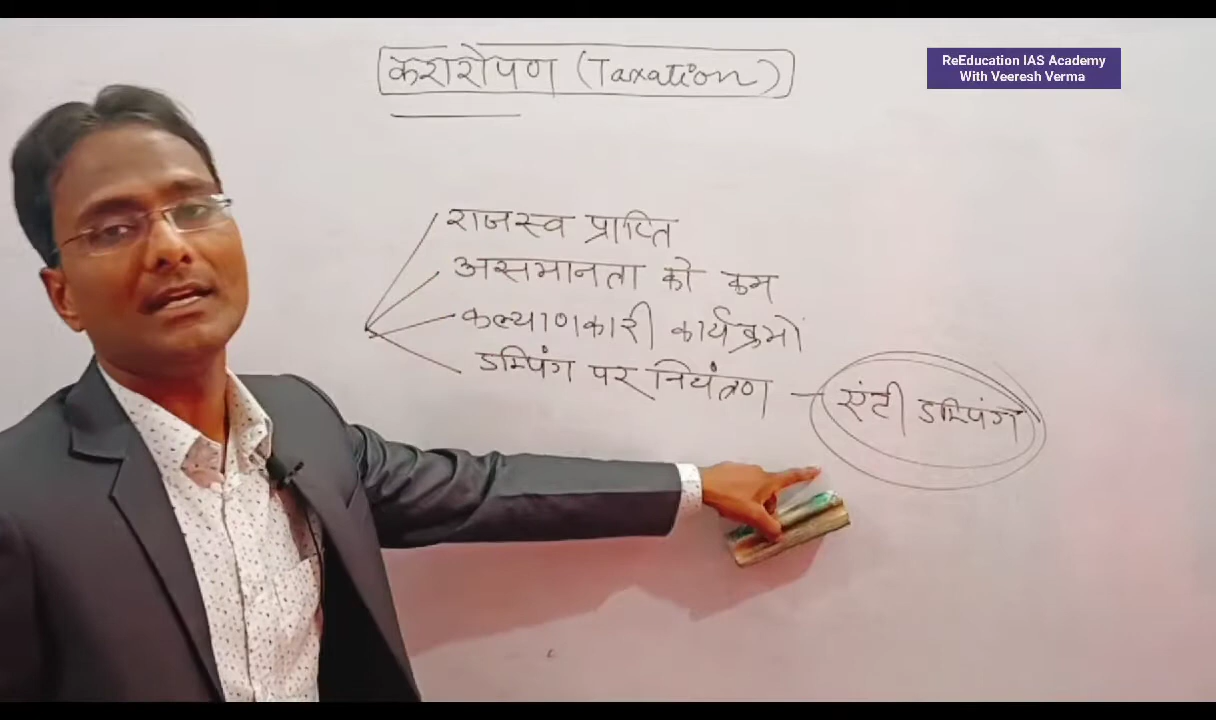 करारोपण (Taxation)
ReEducation IAS Academy
With Veeresh Verma
राजस्व प्राप्ति
असमानता को कम
कल्याणकारी कार्यक्रमों
डम्पिंग पर नियंत्रण - एंटी डम्पिंग